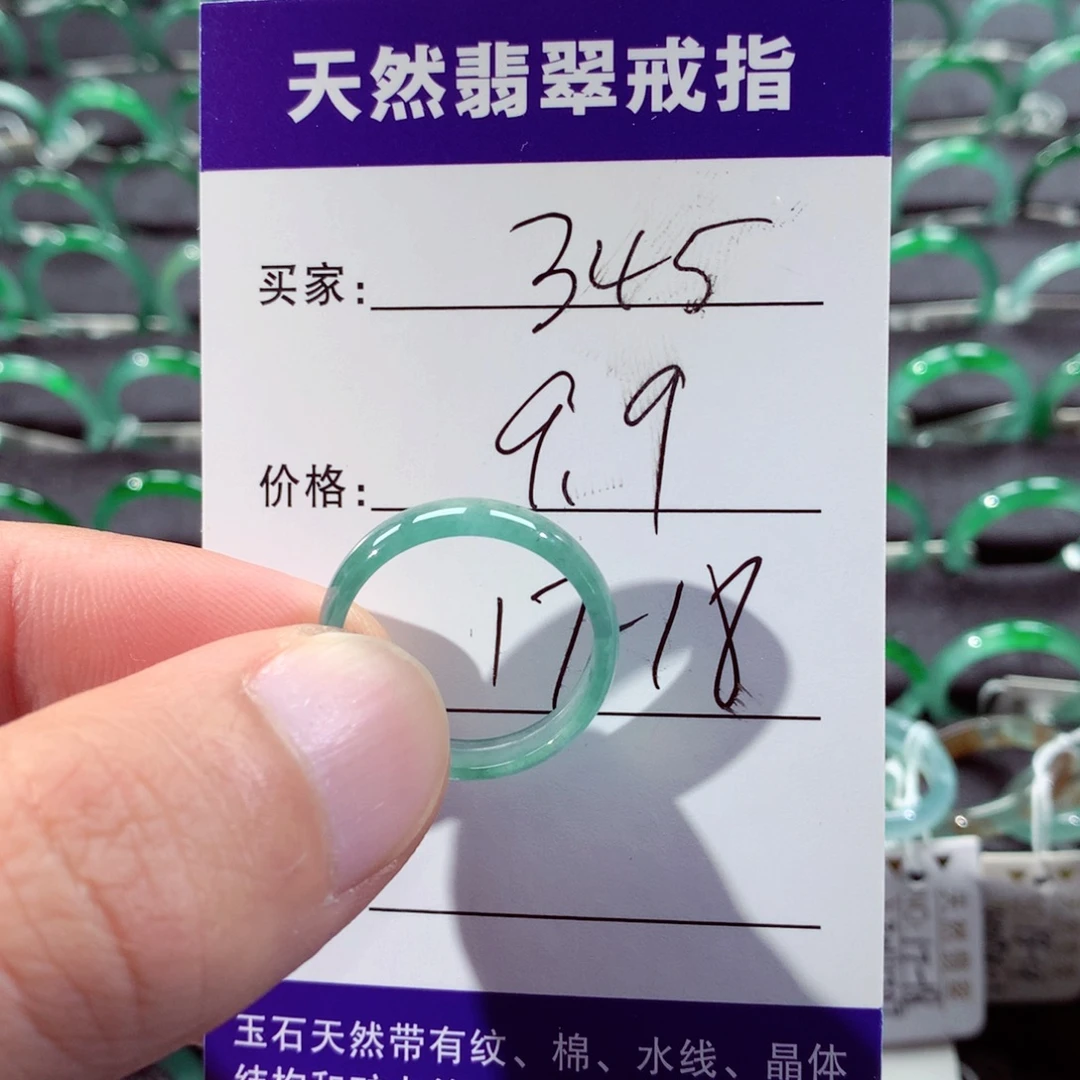 天然翡翠戒指
买家: 345
价格: 9.9
17-18
玉石天然带有纹、棉、水线、晶体